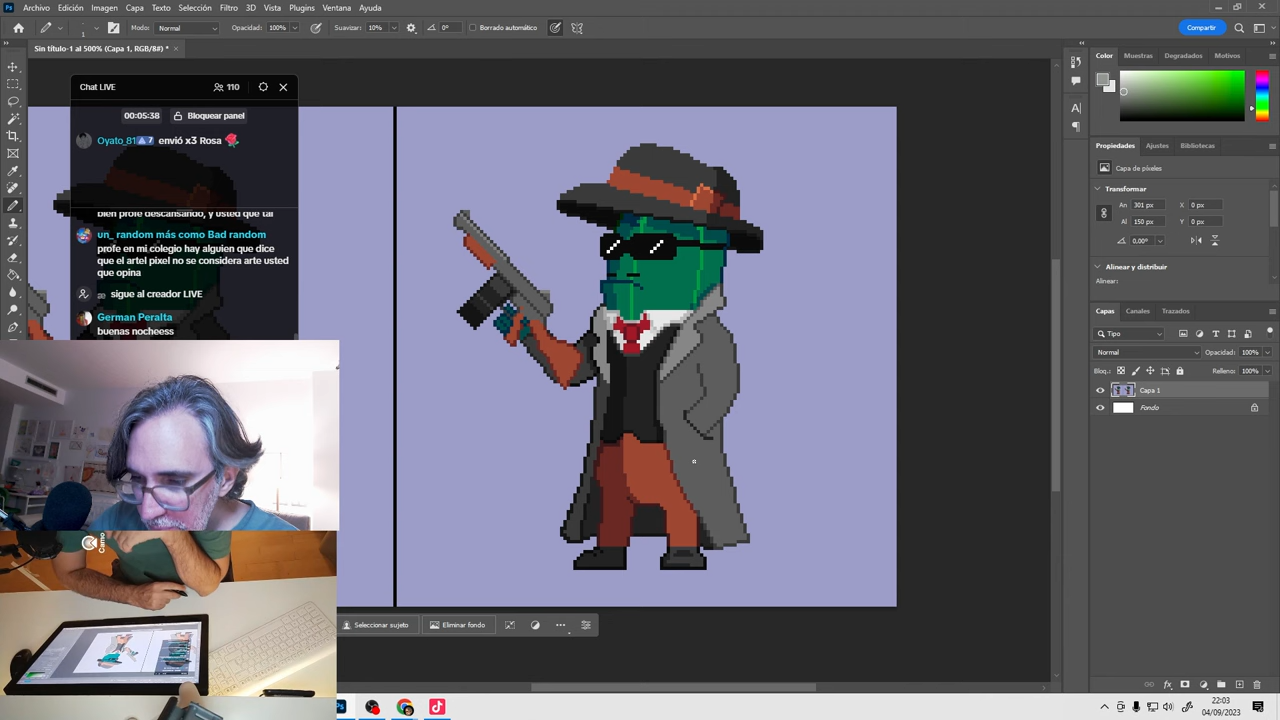 Archivo Edición Imagen Capa Texto Selección Filtro 3D Vista Plugins Ventana Ayuda
Modo: Normal Opacidad: 100% Suavizar: 10% 0° Borrado automático Compartir
Sin título-1 al 500% (Capa 1, RGB/8#) * ×
Chat LIVE 110
00:05:38 Bloquear panel
Oyato_81 7 envió x3 Rosa
bien profe descansando, y usted que tal
un_ random más como Bad random
profe en mi colegio hay alguien que dice
que el artel pixel no se considera arte usted
que opina
æ sigue al creador LIVE
German Peralta
buenas nocheess
Camo
Seleccionar sujeto Eliminar fondo
Color Muestras Degradados Motivos
Propiedades Ajustes Bibliotecas
Capa de píxeles
Transformar
An 301 px X 0 px
Al 150 px Y 0 px
0,00°
Alinear y distribuir
Alinear:
Capas Canales Trazados
Tipo
Normal Opacidad: 100%
Bloq.: Relleno: 100%
Capa 1
Fondo
22:03
04/09/2023